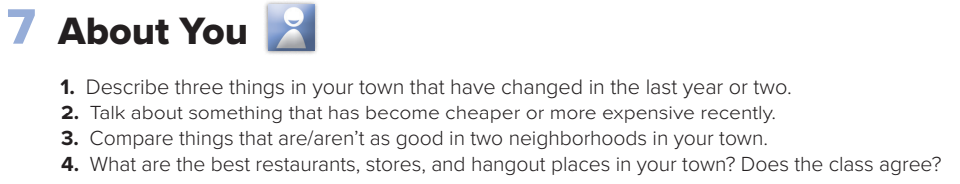 7 About You
1. Describe three things in your town that have changed in the last year or two.
2. Talk about something that has become cheaper or more expensive recently.
3. Compare things that are/aren't as good in two neighborhoods in your town.
4. What are the best restaurants, stores, and hangout places in your town? Does the class agree?